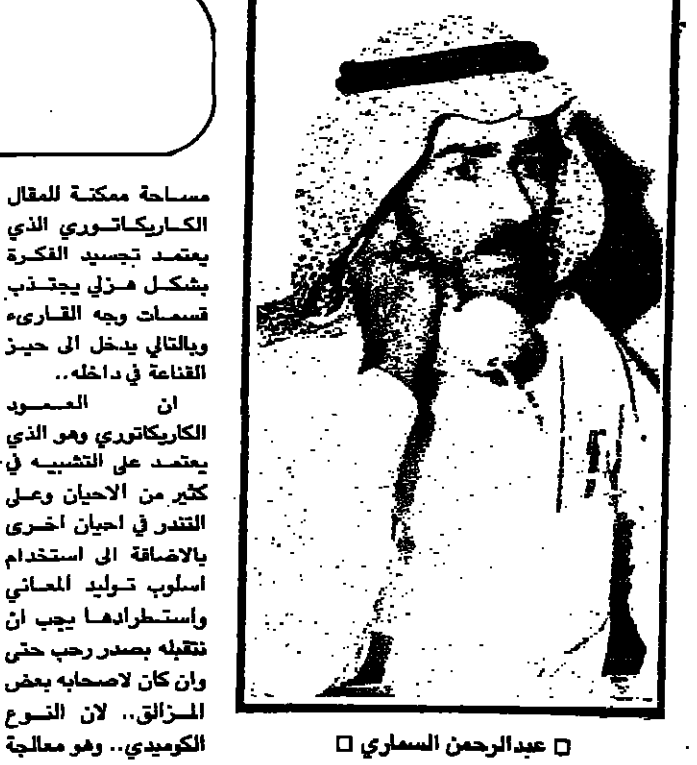 مساحة ممكنة للمقال
الكاريكاتوري الذي
يعتمد تجسيد الفكرة
بشكل هزلي يجتذب
قسمات وجه القارىء
وبالتالي يدخل الى حيز
القناعة في داخله..
ان العمود
الكاريكاتوري وهو الذي
يعتمد على التشبيه في
كثير من الاحيان وعلى
التندر في احيان اخرى
بالاضافة الى استخدام
اسلوب توليد المعاني
واستطرادها يجب ان
نتقبله بصدر رحب حتى
وان كان لاصحابه بعض
المزالق.. لان النوع
الكوميدي.. وهو معالجة
□ عبدالرحمن السماري □